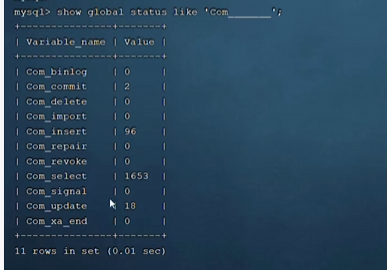 mysql> show global status like 'Com_______';
+---------------+-------+
| Variable_name | Value |
+---------------+-------+
| Com_binlog    | 0     |
| Com_commit    | 2     |
| Com_delete    | 0     |
| Com_import    | 0     |
| Com_insert    | 96    |
| Com_repair    | 0     |
| Com_revoke    | 0     |
| Com_select    | 1653  |
| Com_signal    | 0     |
| Com_update    | 18    |
| Com_xa_end    | 0     |
+---------------+-------+
11 rows in set (0.01 sec)